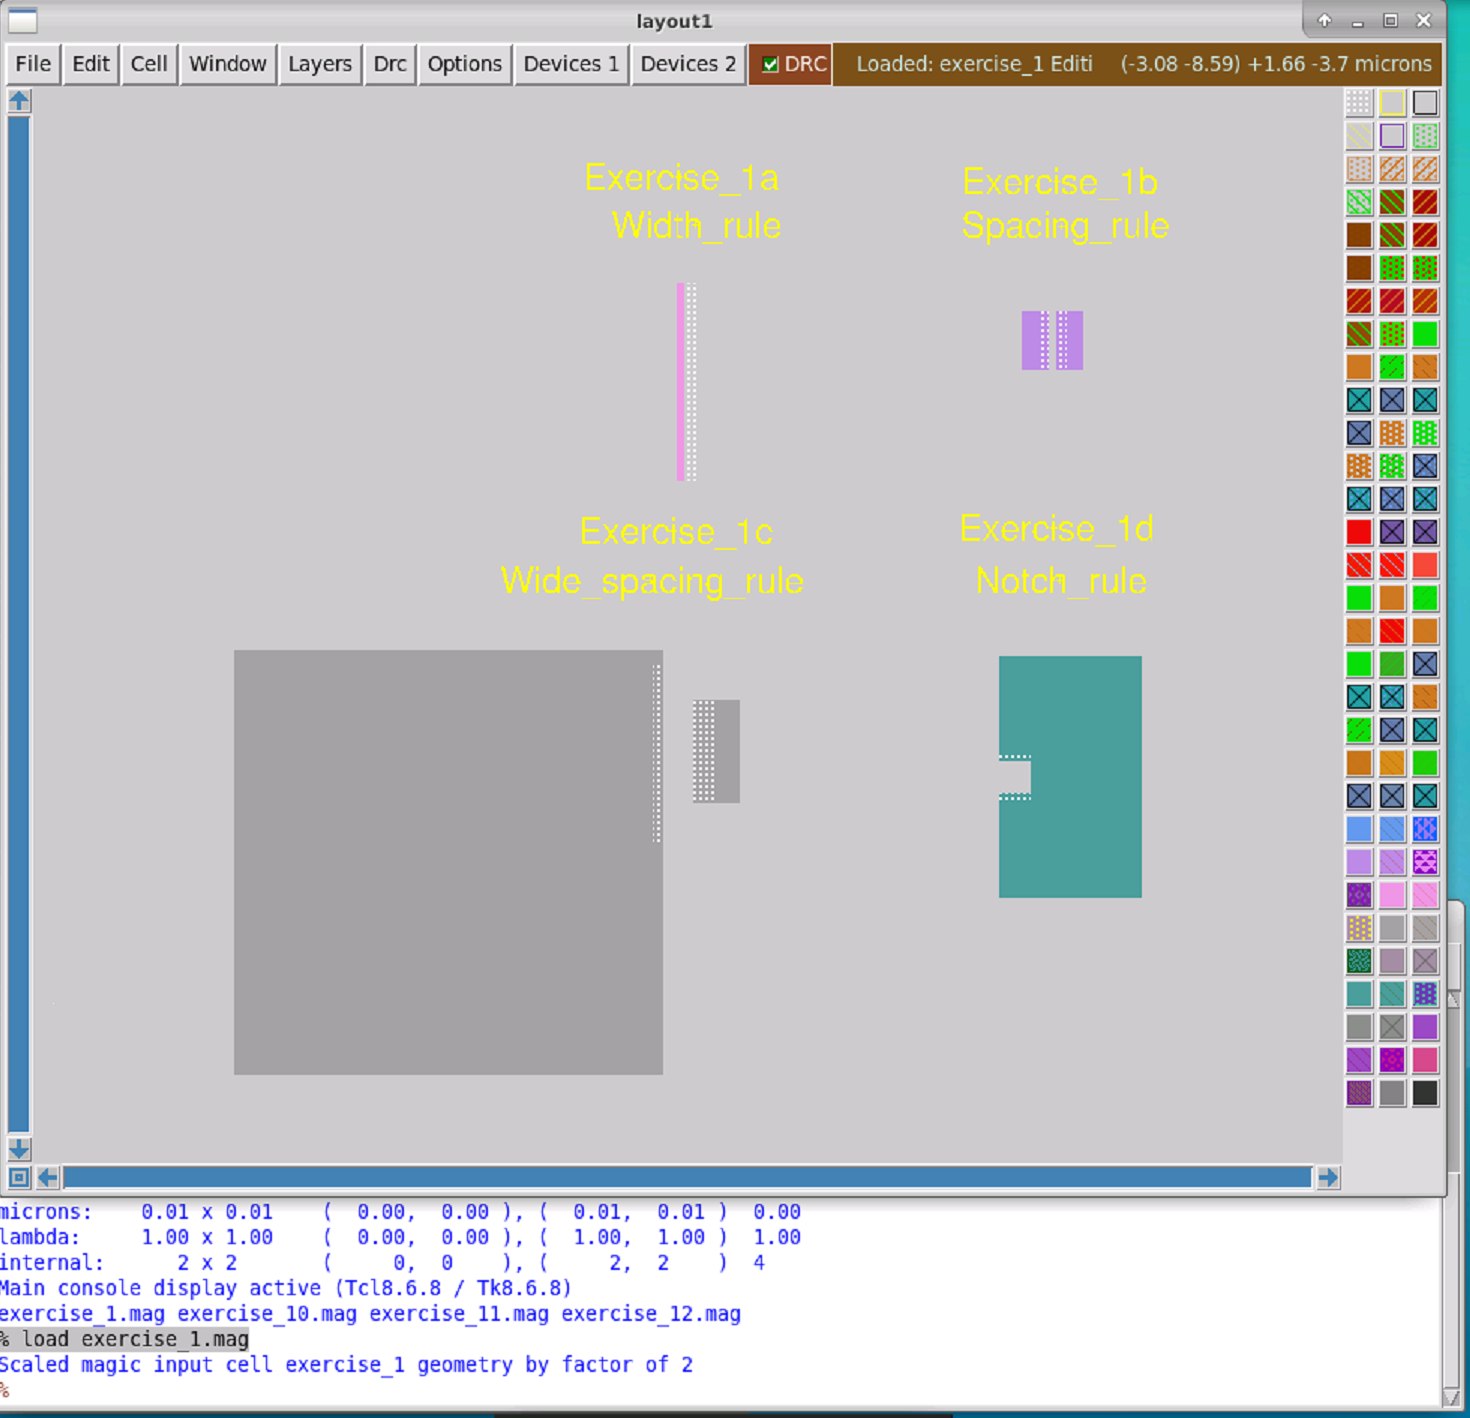 layout1
File Edit Cell Window Layers Drc Options Devices 1 Devices 2 DRC Loaded: exercise_1 Editi (-3.08 -8.59) +1.66 -3.7 microns
Exercise_1a
Width_rule
Exercise_1b
Spacing_rule
Exercise_1c
Wide_spacing_rule
Exercise_1d
Notch_rule
microns: 0.01 x 0.01 ( 0.00, 0.00 ), ( 0.01, 0.01 ) 0.00
lambda: 1.00 x 1.00 ( 0.00, 0.00 ), ( 1.00, 1.00 ) 1.00
internal: 2 x 2 ( 0, 0 ), ( 2, 2 ) 4
Main console display active (Tcl8.6.8 / Tk8.6.8)
exercise_1.mag exercise_10.mag exercise_11.mag exercise_12.mag
% load exercise_1.mag
Scaled magic input cell exercise_1 geometry by factor of 2
%